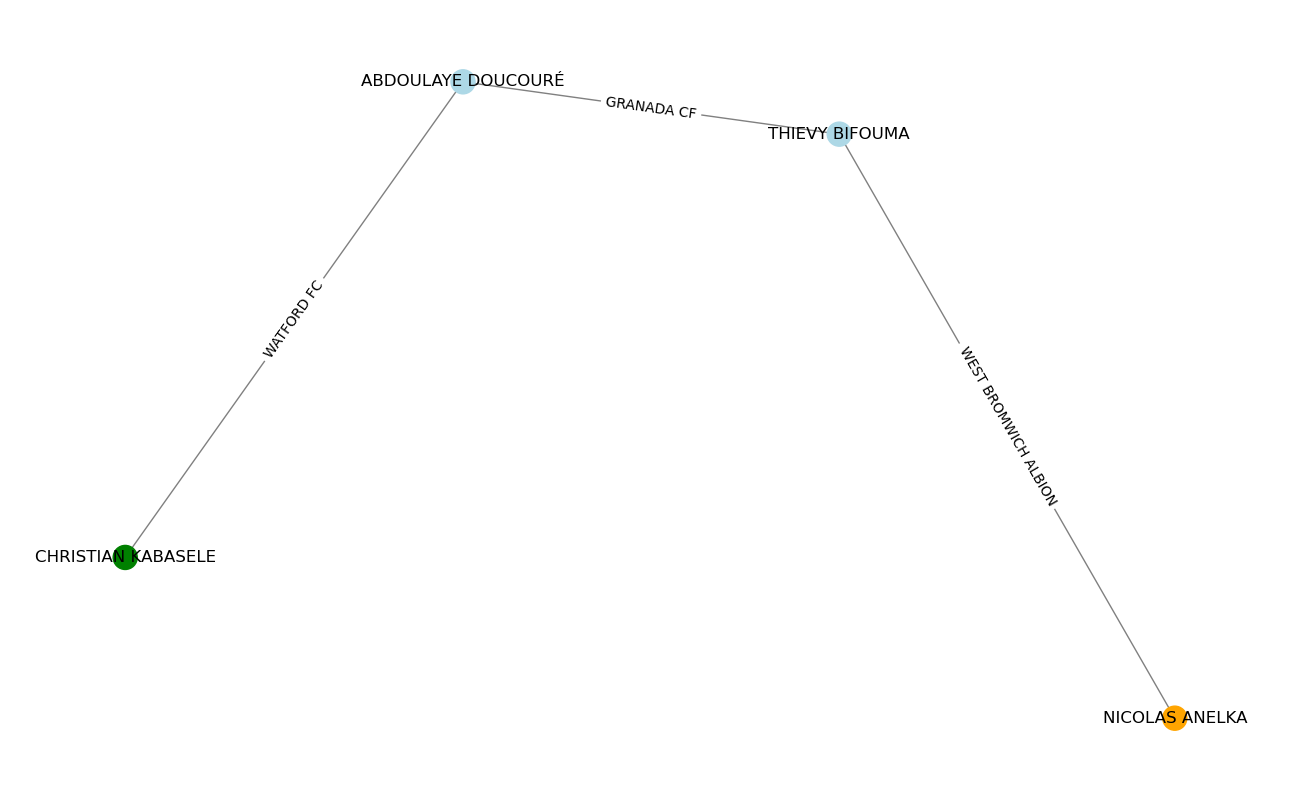 ABDOULAYE DOUCOURÉ
GRANADA CF
THIEVY BIFOUMA
WATFORD FC
WEST BROMWICH ALBION
CHRISTIAN KABASELE
NICOLAS ANELKA